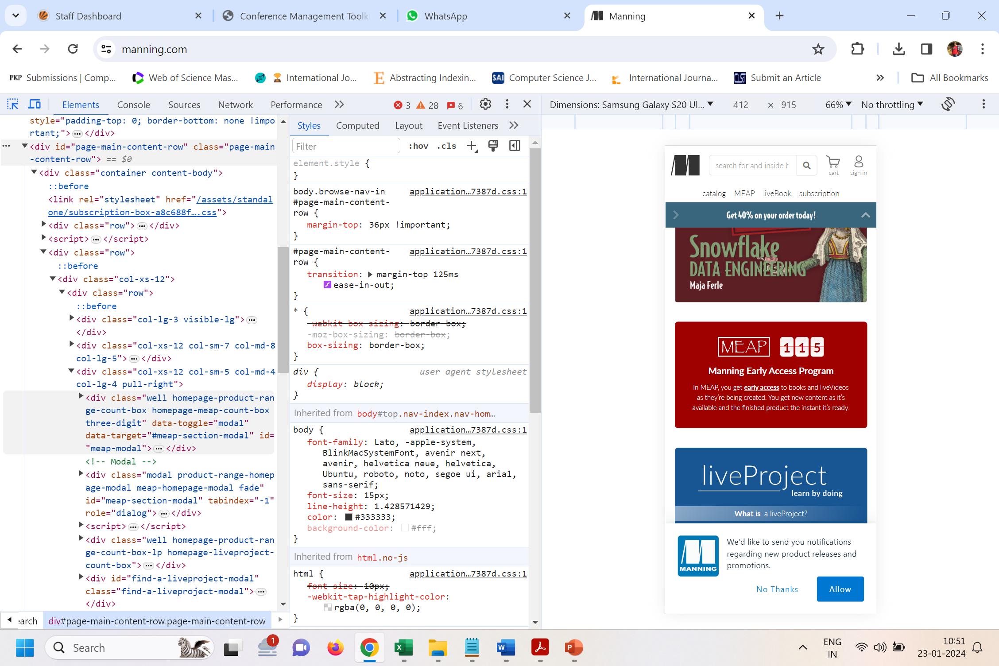 Staff Dashboard
Conference Management Toolki
WhatsApp
Manning
manning.com
PKP Submissions | Comp...
Web of Science Mas...
International Jo...
Abstracting Indexin...
SAI Computer Science J...
International Journa...
Submit an Article
All Bookmarks
Elements Console Sources Network Performance
3 28 6
Dimensions: Samsung Galaxy S20 Ul... 412 × 915 66% No throttling
style="padding-top: 0; border-bottom: none !impo
rtant;">…</div>
<div id="page-main-content-row" class="page-main
-content-row"> == $0
<div class="container content-body">
::before
<link rel="stylesheet" href="/assets/standal
one/subscription-box-a8c688f….css">
<div class="row">…</div>
<script>…</script>
<div class="row">
::before
<div class="col-xs-12">
<div class="row">
::before
<div class="col-lg-3 visible-lg">…
</div>
<div class="col-xs-12 col-sm-7 col-md-8
col-lg-5">…</div>
<div class="col-xs-12 col-sm-5 col-md-4
col-lg-4 pull-right">
<div class="well homepage-product-ran
ge-count-box homepage-meap-count-box
three-digit" data-toggle="modal"
data-target="#meap-section-modal" id=
"meap-modal">…</div>
<!-- Modal -->
<div class="modal product-range-homep
age-modal meap-homepage-modal fade"
id="meap-section-modal" tabindex="-1"
role="dialog">…</div>
<script>…</script>
<div class="well homepage-product-ran
ge-count-box-lp homepage-liveproject-
count-box">…</div>
<div id="find-a-liveproject-modal"
class="find-a-liveproject-modal">…
</div>
earch div#page-main-content-row.page-main-content-row
Styles Computed Layout Event Listeners
Filter :hov .cls
element.style {
}
body.browse-nav-in application…7387d.css:1
#page-main-content-
row {
margin-top: 36px !important;
}
#page-main-content- application…7387d.css:1
row {
transition: margin-top 125ms
ease-in-out;
}
* { application…7387d.css:1
-webkit-box-sizing: border-box;
-moz-box-sizing: border-box;
box-sizing: border-box;
}
div { user agent stylesheet
display: block;
}
Inherited from body#top.nav-index.nav-hom…
body { application…7387d.css:1
font-family: Lato, -apple-system,
BlinkMacSystemFont, avenir next,
avenir, helvetica neue, helvetica,
Ubuntu, roboto, noto, segoe ui, arial,
sans-serif;
font-size: 15px;
line-height: 1.428571429;
color: #333333;
background-color: #fff;
}
Inherited from html.no-js
html { application…7387d.css:1
font-size: 10px;
-webkit-tap-highlight-color:
rgba(0, 0, 0, 0);
}
search for and inside b
cart sign in
catalog MEAP liveBook subscription
Get 40% on your order today!
Snowflake
DATA ENGINEERING
Maja Ferle
MEAP 115
Manning Early Access Program
In MEAP, you get early access to books and liveVideos
as they're being created. You get new content as it's
available and the finished product the instant it's ready.
liveProject
learn by doing
What is a liveProject?
MANNING
We'd like to send you notifications
regarding new product releases and
promotions.
No Thanks Allow
Search
1
ENG
IN
10:51
23-01-2024